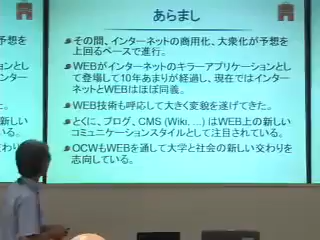 あらまし
その間、インターネットの商用化、大衆化が予想を
上回るペースで進行。
WEBがインターネットのキラーアプリケーションとし
て登場して10年あまりが経過し、現在ではインター
ネットとWEBはほぼ同義。
WEB技術も呼応して大きく変貌を遂げてきた。
とくに、ブログ、CMS (Wiki, ...) はWEB上の新しい
コミュニケーションスタイルとして注目されている。
OCWもWEBを通して大学と社会の新しい交わりを
志向している。